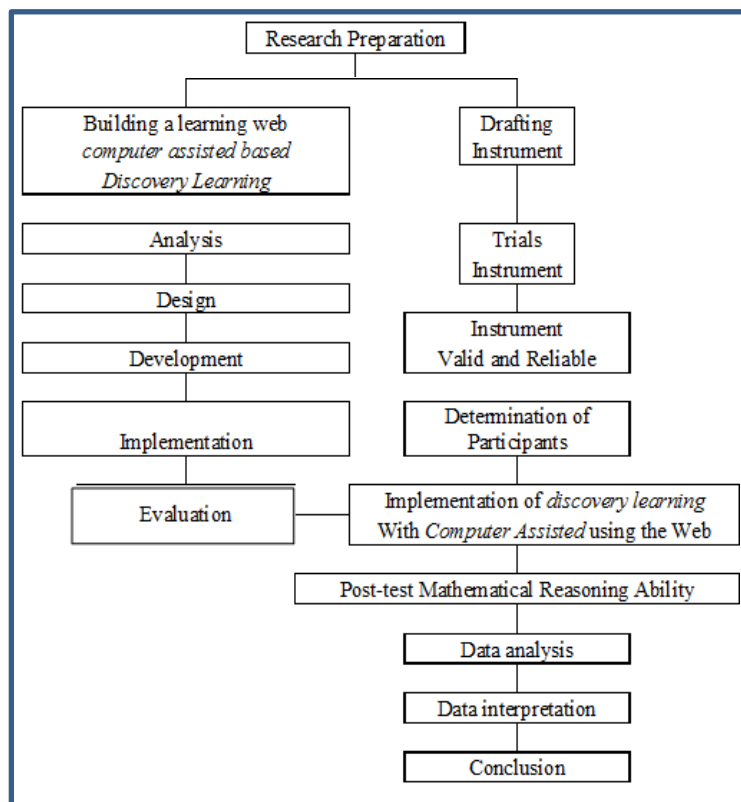 Research Preparation
Building a learning web
computer assisted based
Discovery Learning
Drafting
Instrument
Analysis
Trials
Instrument
Design
Instrument
Valid and Reliable
Development
Implementation
Determination of
Participants
Evaluation
Implementation of discovery learning
With Computer Assisted using the Web
Post-test Mathematical Reasoning Ability
Data analysis
Data interpretation
Conclusion